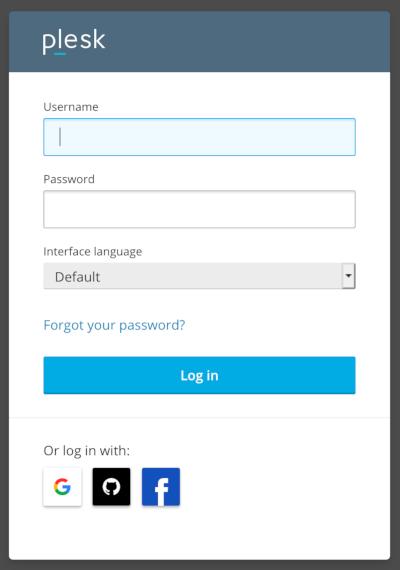 plesk
Username
Password
Interface language
Default
Forgot your password?
Log in
Or log in with: